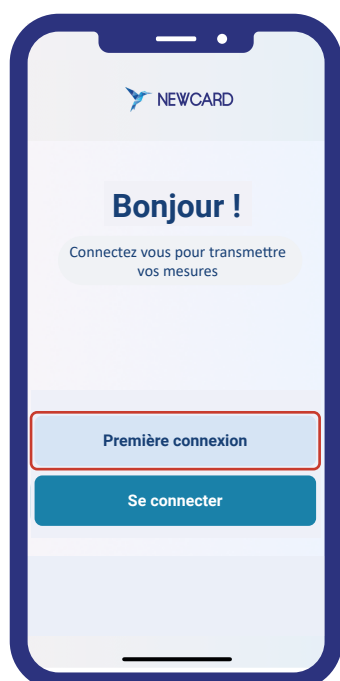 NEWCARD
Bonjour !
Connectez vous pour transmettre
vos mesures
Première connexion
Se connecter